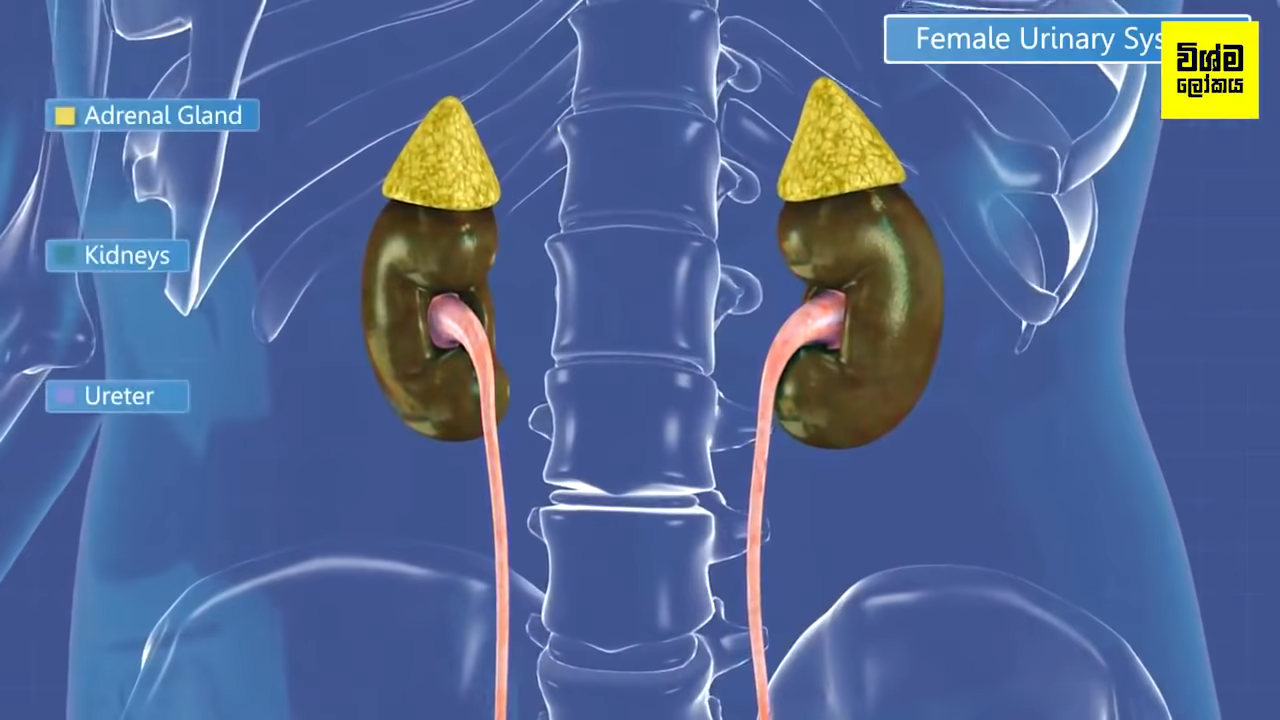 Female Urinary Sys
විශ්ම
ලෝකය
Adrenal Gland
Kidneys
Ureter